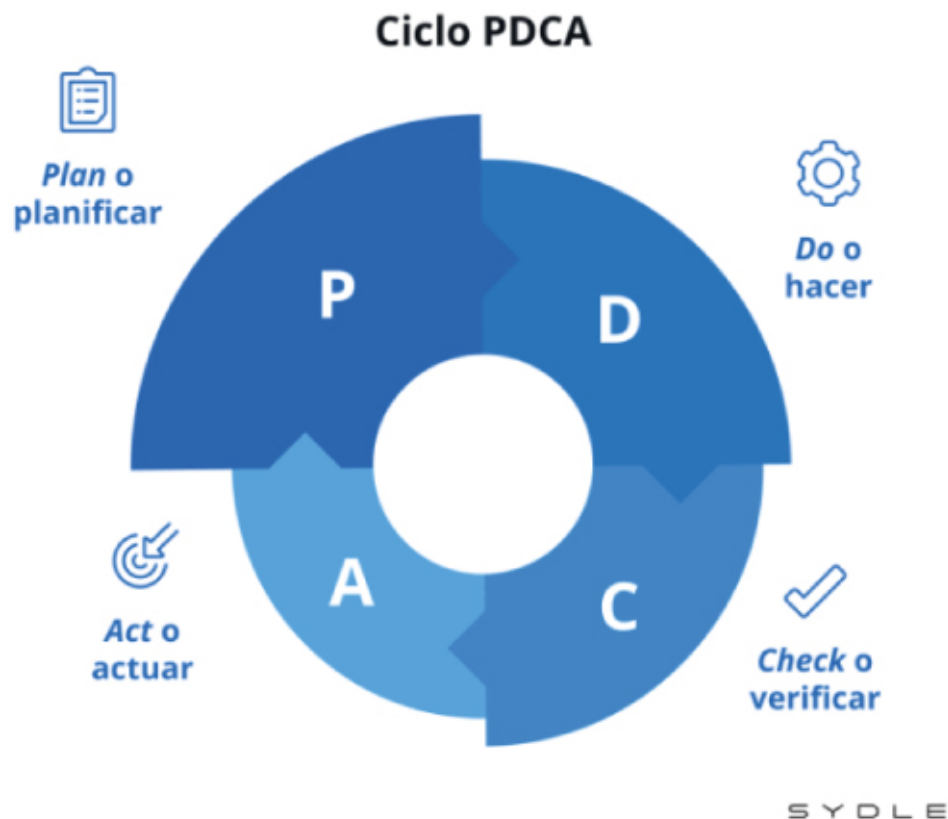 Ciclo PDCA
Plan o
planificar
Do o
hacer
P
D
A
C
Act o
actuar
Check o
verificar
SYDLE